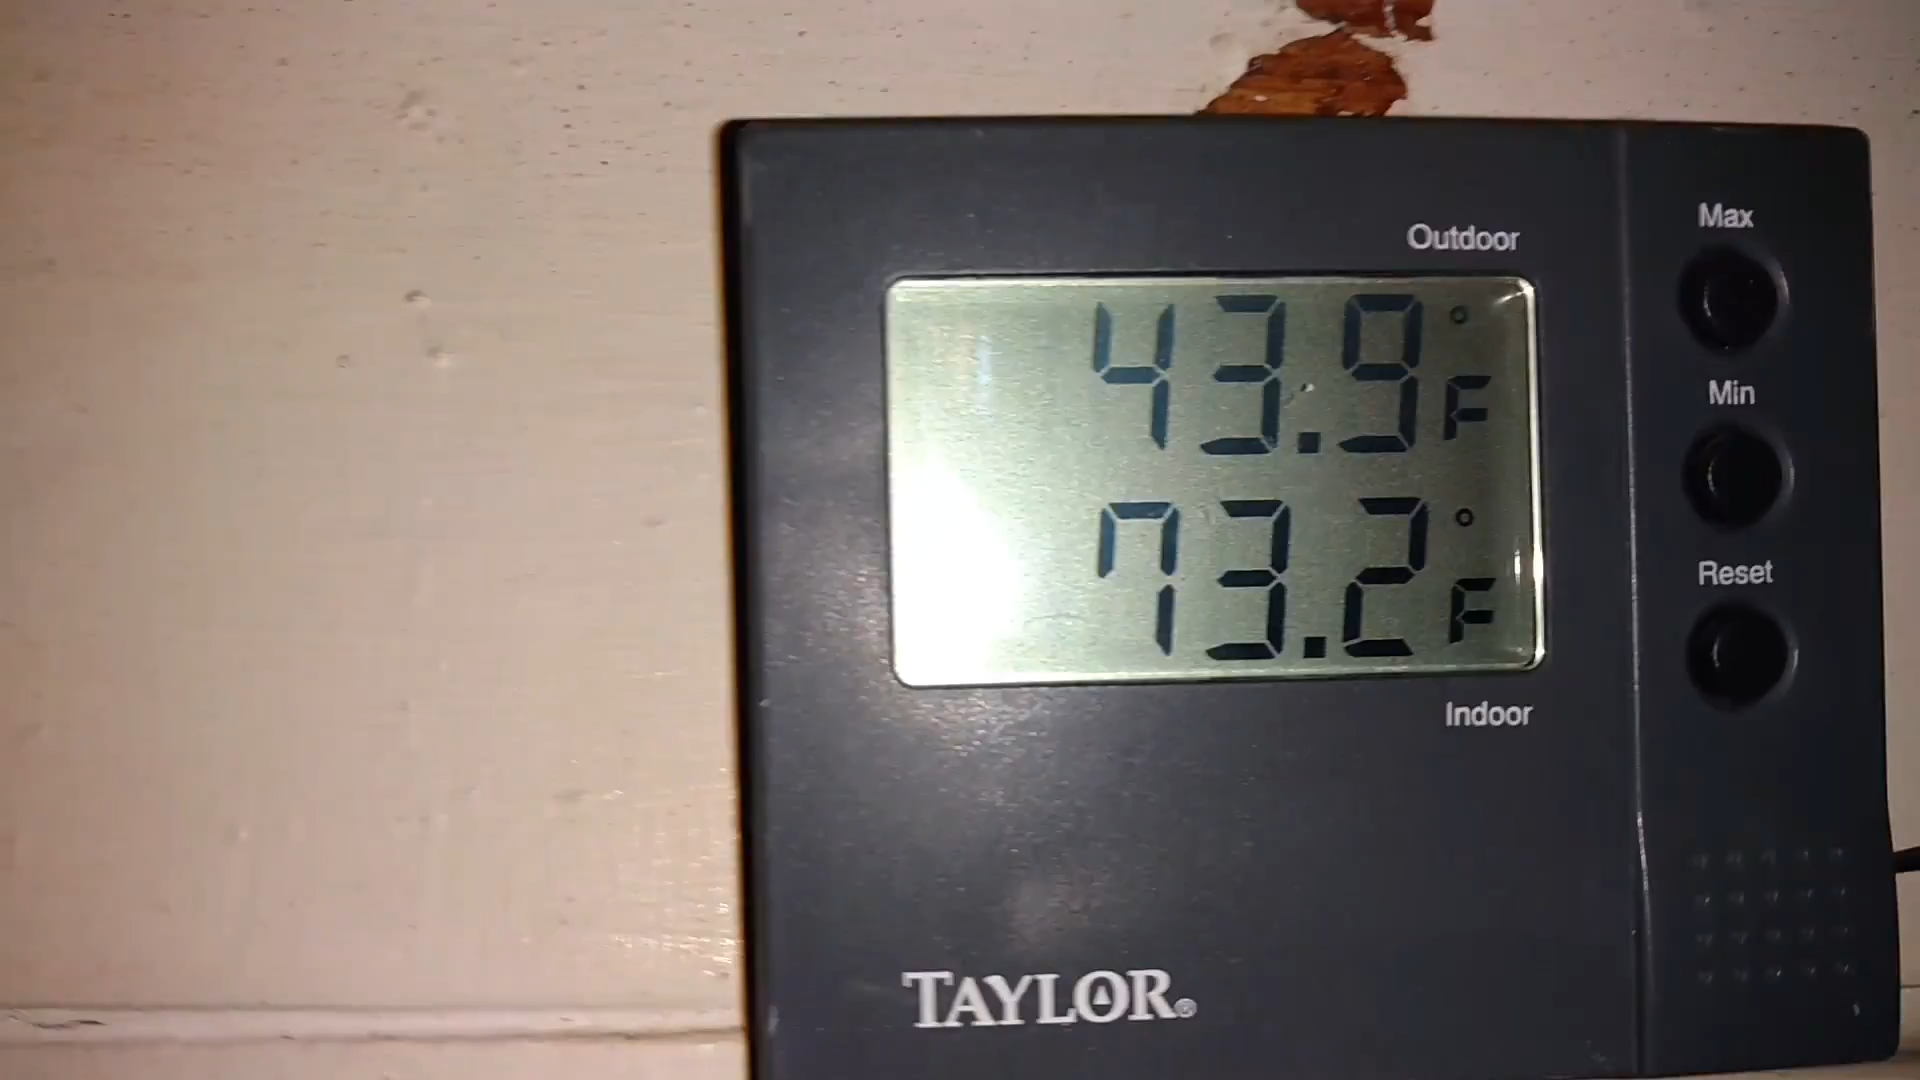 Outdoor
Max
43.9°F
Min
73.2°F
Reset
Indoor
TAYLOR®